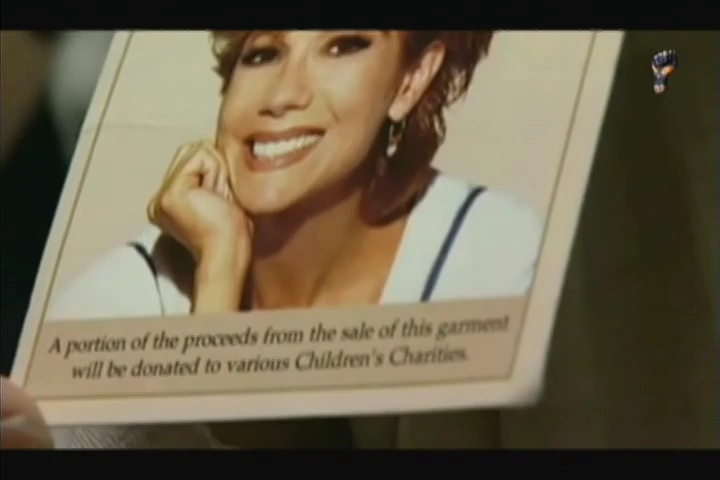 A portion of the proceeds from the sale of this garment
will be donated to various Children's Charities.